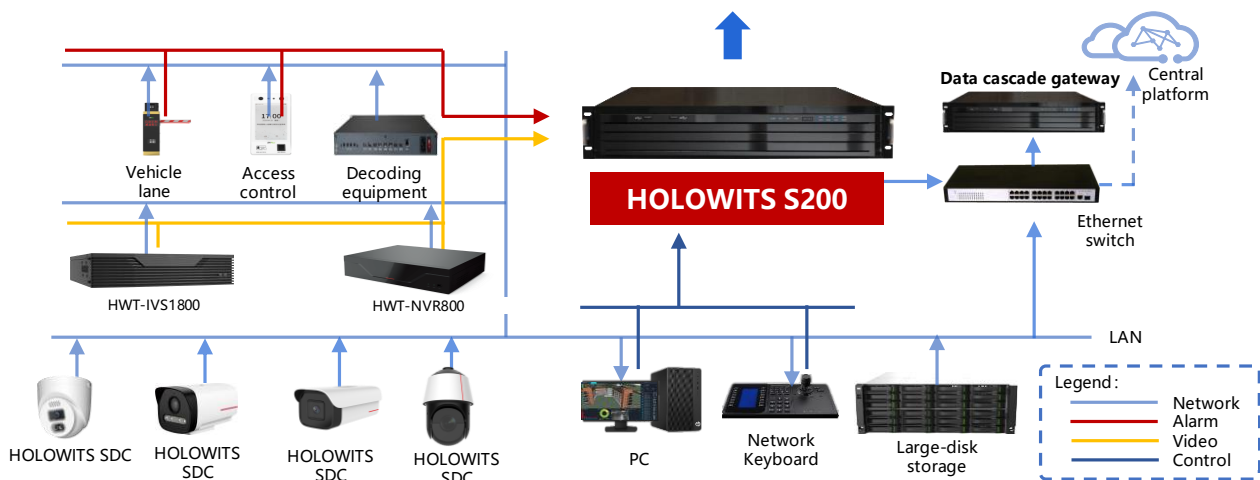 Data cascade gateway
Central
platform
17:00
Vehicle
lane
Access
control
Decoding
equipment
HOLOWITS S200
Ethernet
switch
HWT-IVS1800
HWT-NVR800
LAN
HOLOWITS SDC
HOLOWITS
SDC
HOLOWITS
SDC
HOLOWITS
SDC
PC
Network
Keyboard
Large-disk
storage
Legend:
Network
Alarm
Video
Control